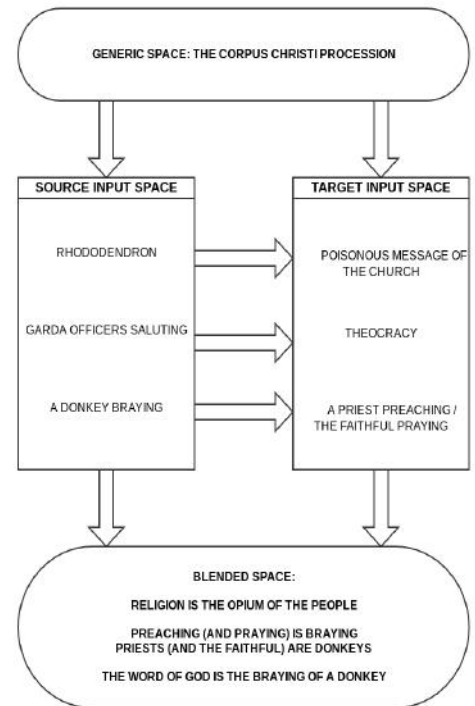 GENERIC SPACE: THE CORPUS CHRISTI PROCESSION
SOURCE INPUT SPACE
RHODODENDRON
GARDA OFFICERS SALUTING
A DONKEY BRAYING
TARGET INPUT SPACE
POISONOUS MESSAGE OF
THE CHURCH
THEOCRACY
A PRIEST PREACHING /
THE FAITHFUL PRAYING
BLENDED SPACE:
RELIGION IS THE OPIUM OF THE PEOPLE
PREACHING (AND PRAYING) IS BRAYING
PRIESTS (AND THE FAITHFUL) ARE DONKEYS
THE WORD OF GOD IS THE BRAYING OF A DONKEY